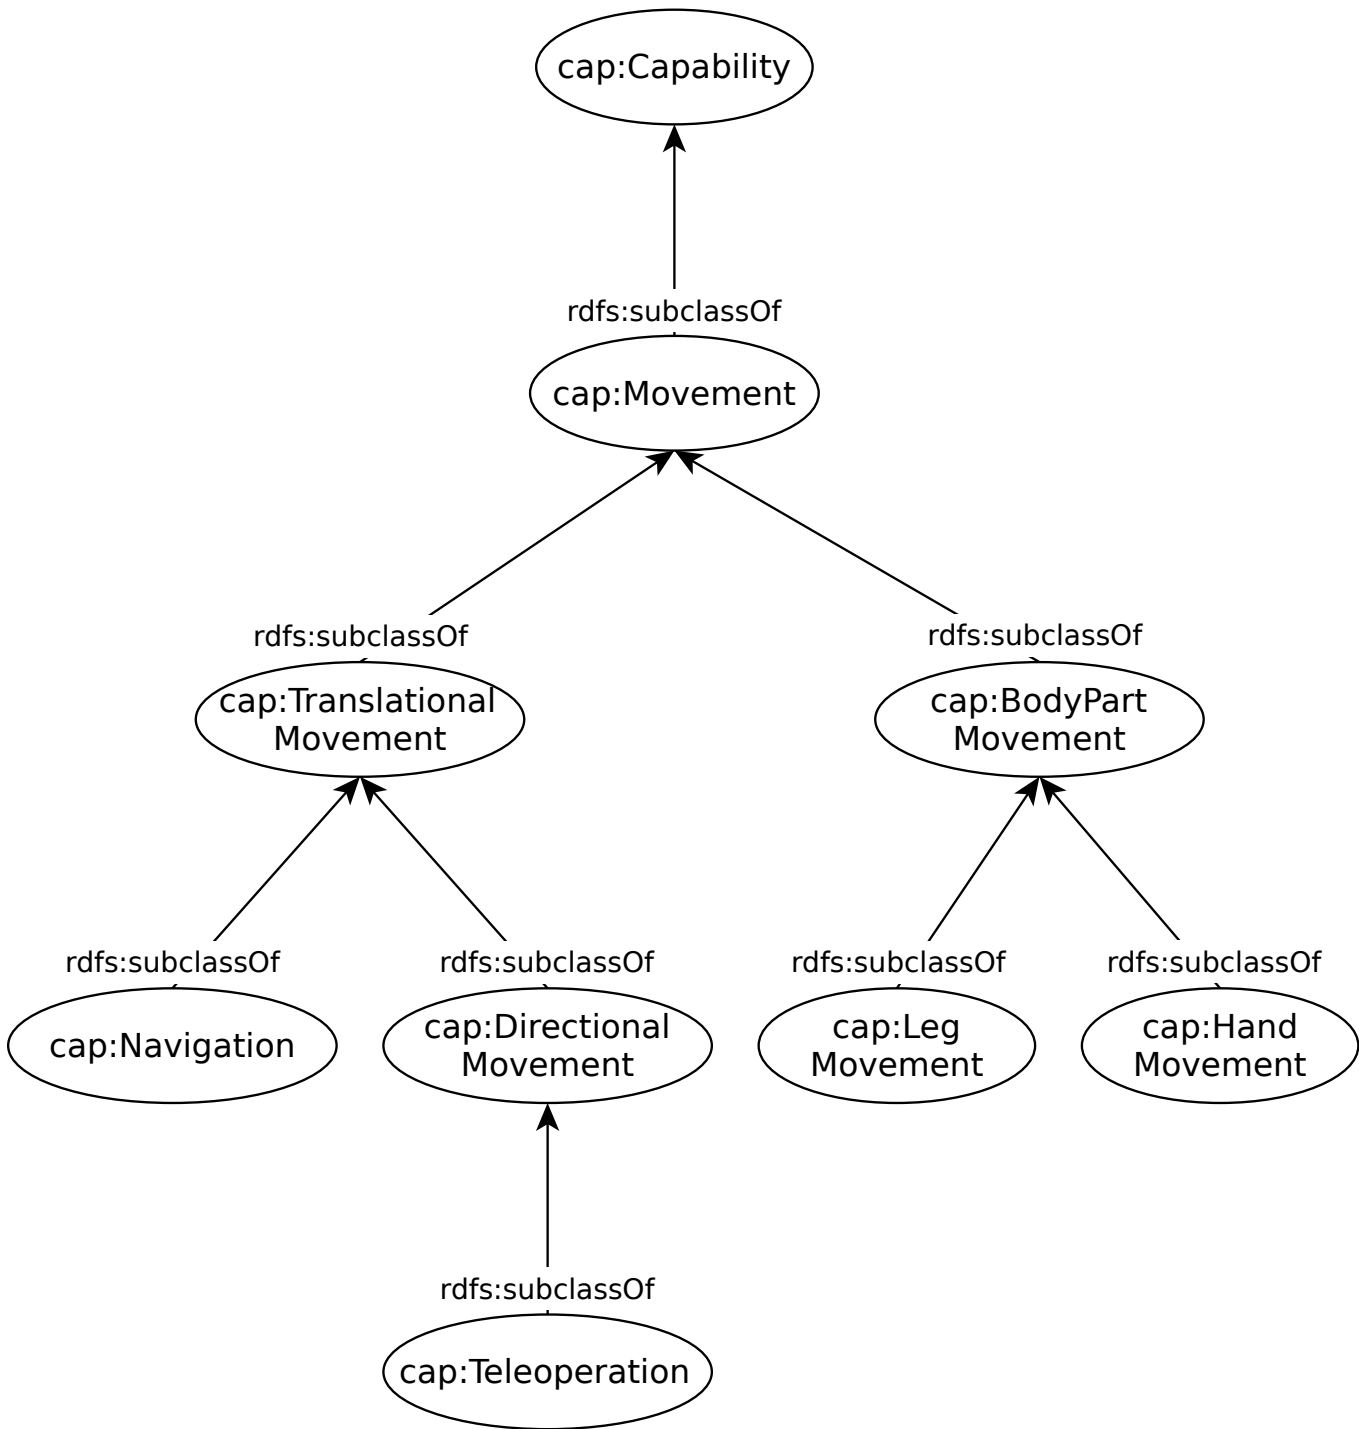 cap:Capability
rdfs:subclassOf
cap:Movement
rdfs:subclassOf
rdfs:subclassOf
cap:Translational
Movement
cap:BodyPart
Movement
rdfs:subclassOf
rdfs:subclassOf
rdfs:subclassOf
rdfs:subclassOf
cap:Navigation
cap:Directional
Movement
cap:Leg
Movement
cap:Hand
Movement
rdfs:subclassOf
cap:Teleoperation